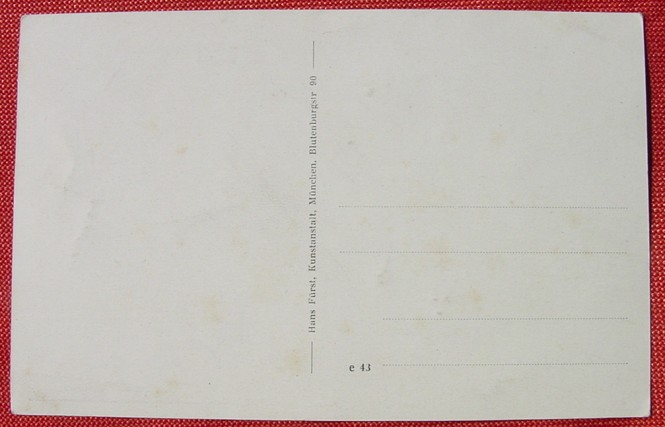 Hans Fürst, Kunstanstalt, München, Blutenburgstr 90
e 43